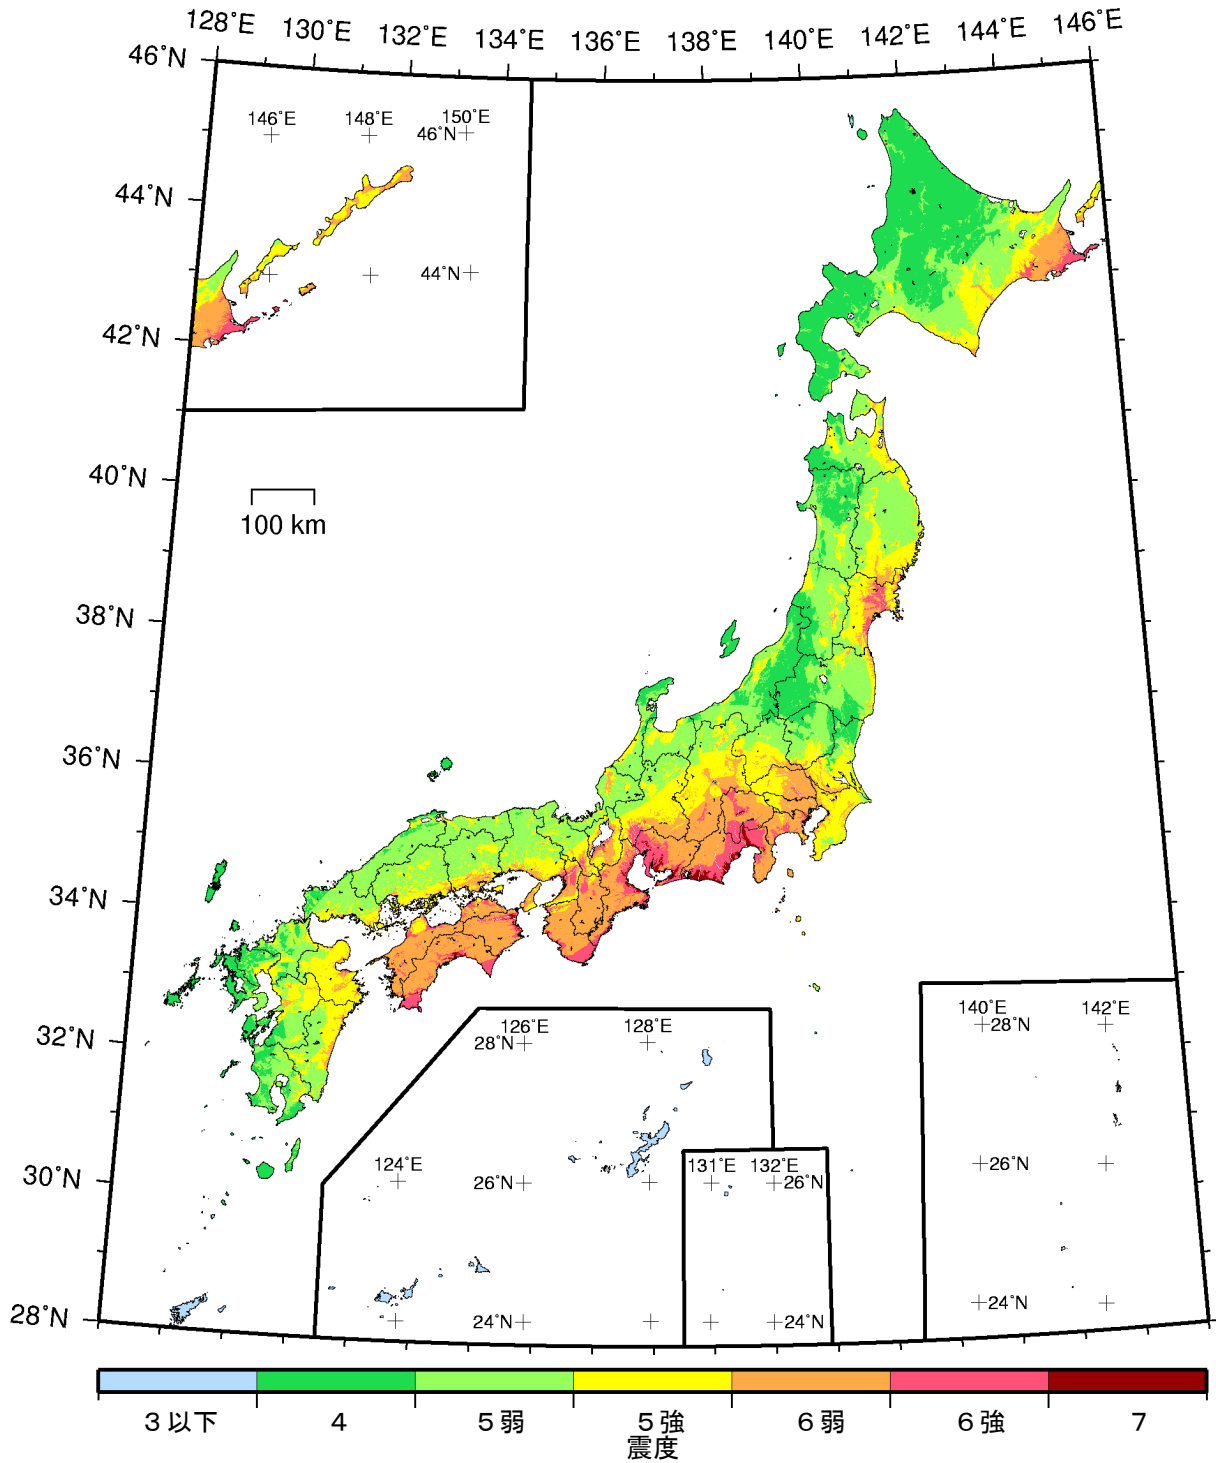 128°E 130°E 132°E 134°E 136°E 138°E 140°E 142°E 144°E 146°E
46°N
146°E 148°E 150°E
46°N
44°N
44°N
42°N
40°N
100 km
38°N
36°N
34°N
32°N
126°E 128°E
28°N
140°E 142°E
28°N
30°N
124°E
26°N
131°E 132°E
26°N
26°N
28°N
24°N
24°N
24°N
3以下 4 5弱 5強 6弱 6強 7
震度